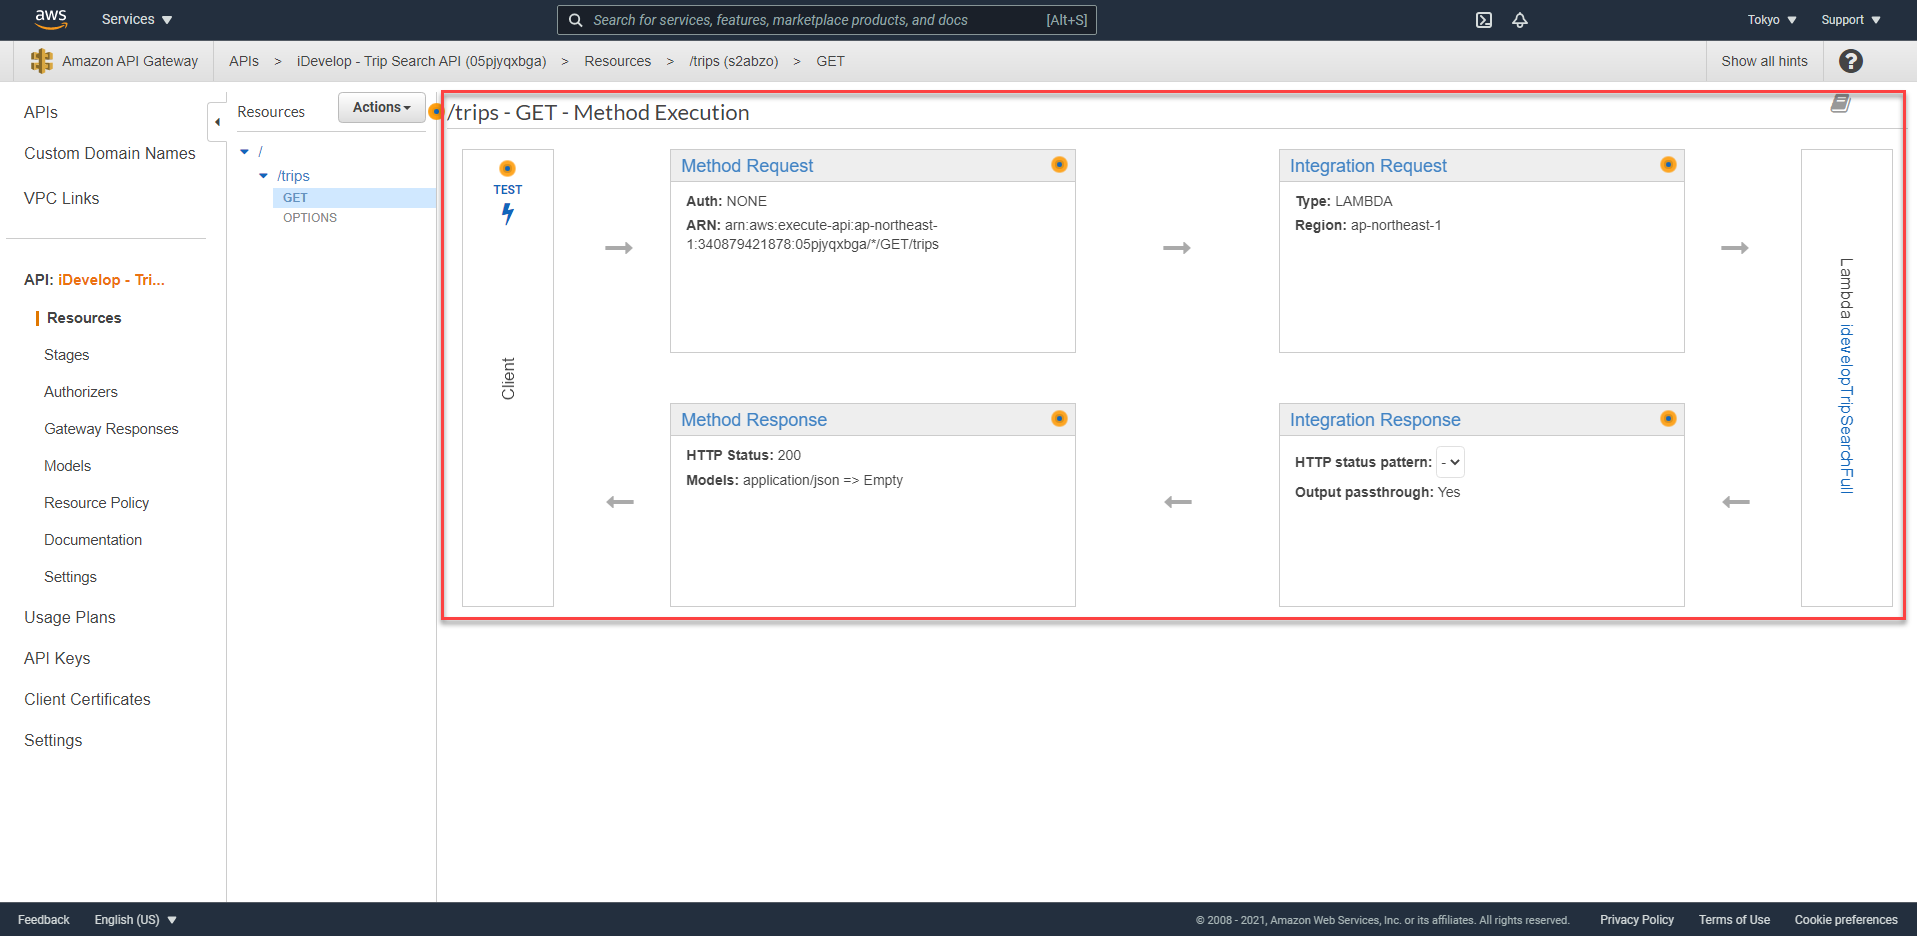 aws Services Search for services, features, marketplace products, and docs [Alt+S] Tokyo Support
Amazon API Gateway APIs > iDevelop - Trip Search API (05pjyqxbga) > Resources > /trips (s2abzo) > GET Show all hints ?
APIs
Custom Domain Names
VPC Links
API: iDevelop - Tri...
Resources
Stages
Authorizers
Gateway Responses
Models
Resource Policy
Documentation
Settings
Usage Plans
API Keys
Client Certificates
Settings
Resources Actions
/
/trips
GET
OPTIONS
/trips - GET - Method Execution
TEST
Client
Method Request
Auth: NONE
ARN: arn:aws:execute-api:ap-northeast-
1:340879421878:05pjyqxbga/*/GET/trips
Integration Request
Type: LAMBDA
Region: ap-northeast-1
Lambda idevelopTripSearchFull
Method Response
HTTP Status: 200
Models: application/json => Empty
Integration Response
HTTP status pattern: -
Output passthrough: Yes
Feedback English (US) © 2008 - 2021, Amazon Web Services, Inc. or its affiliates. All rights reserved. Privacy Policy Terms of Use Cookie preferences